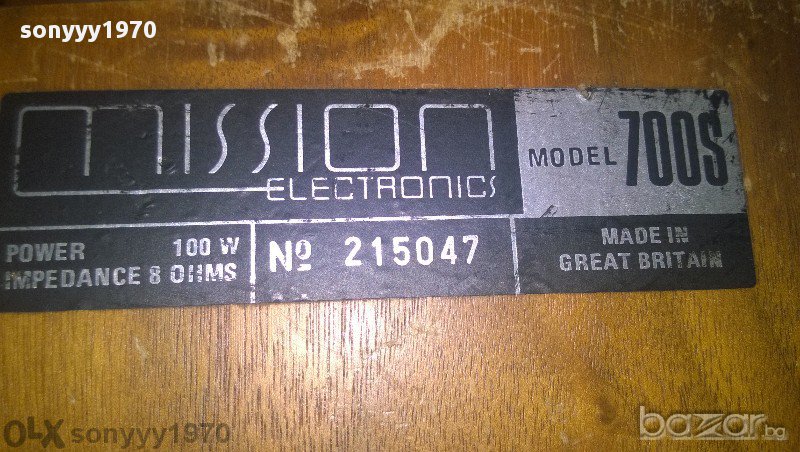 sonyyy1970
mission
ELECTRONICS
MODEL 700S
POWER 100 W
IMPEDANCE 8 OHMS
Nº 215047
MADE IN
GREAT BRITAIN
OLX sonyyy1970
bazar.bg